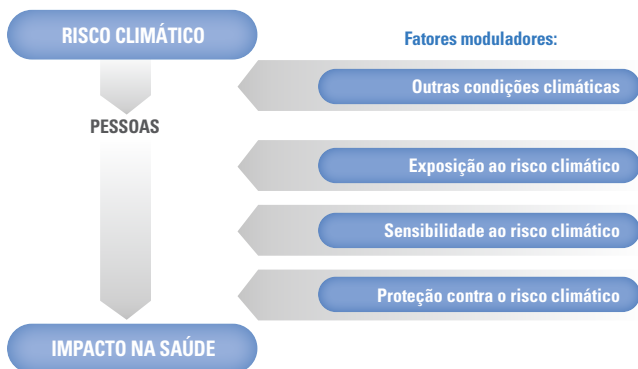 RISCO CLIMÁTICO
Fatores moduladores:
Outras condições climáticas
PESSOAS
Exposição ao risco climático
Sensibilidade ao risco climático
Proteção contra o risco climático
IMPACTO NA SAÚDE